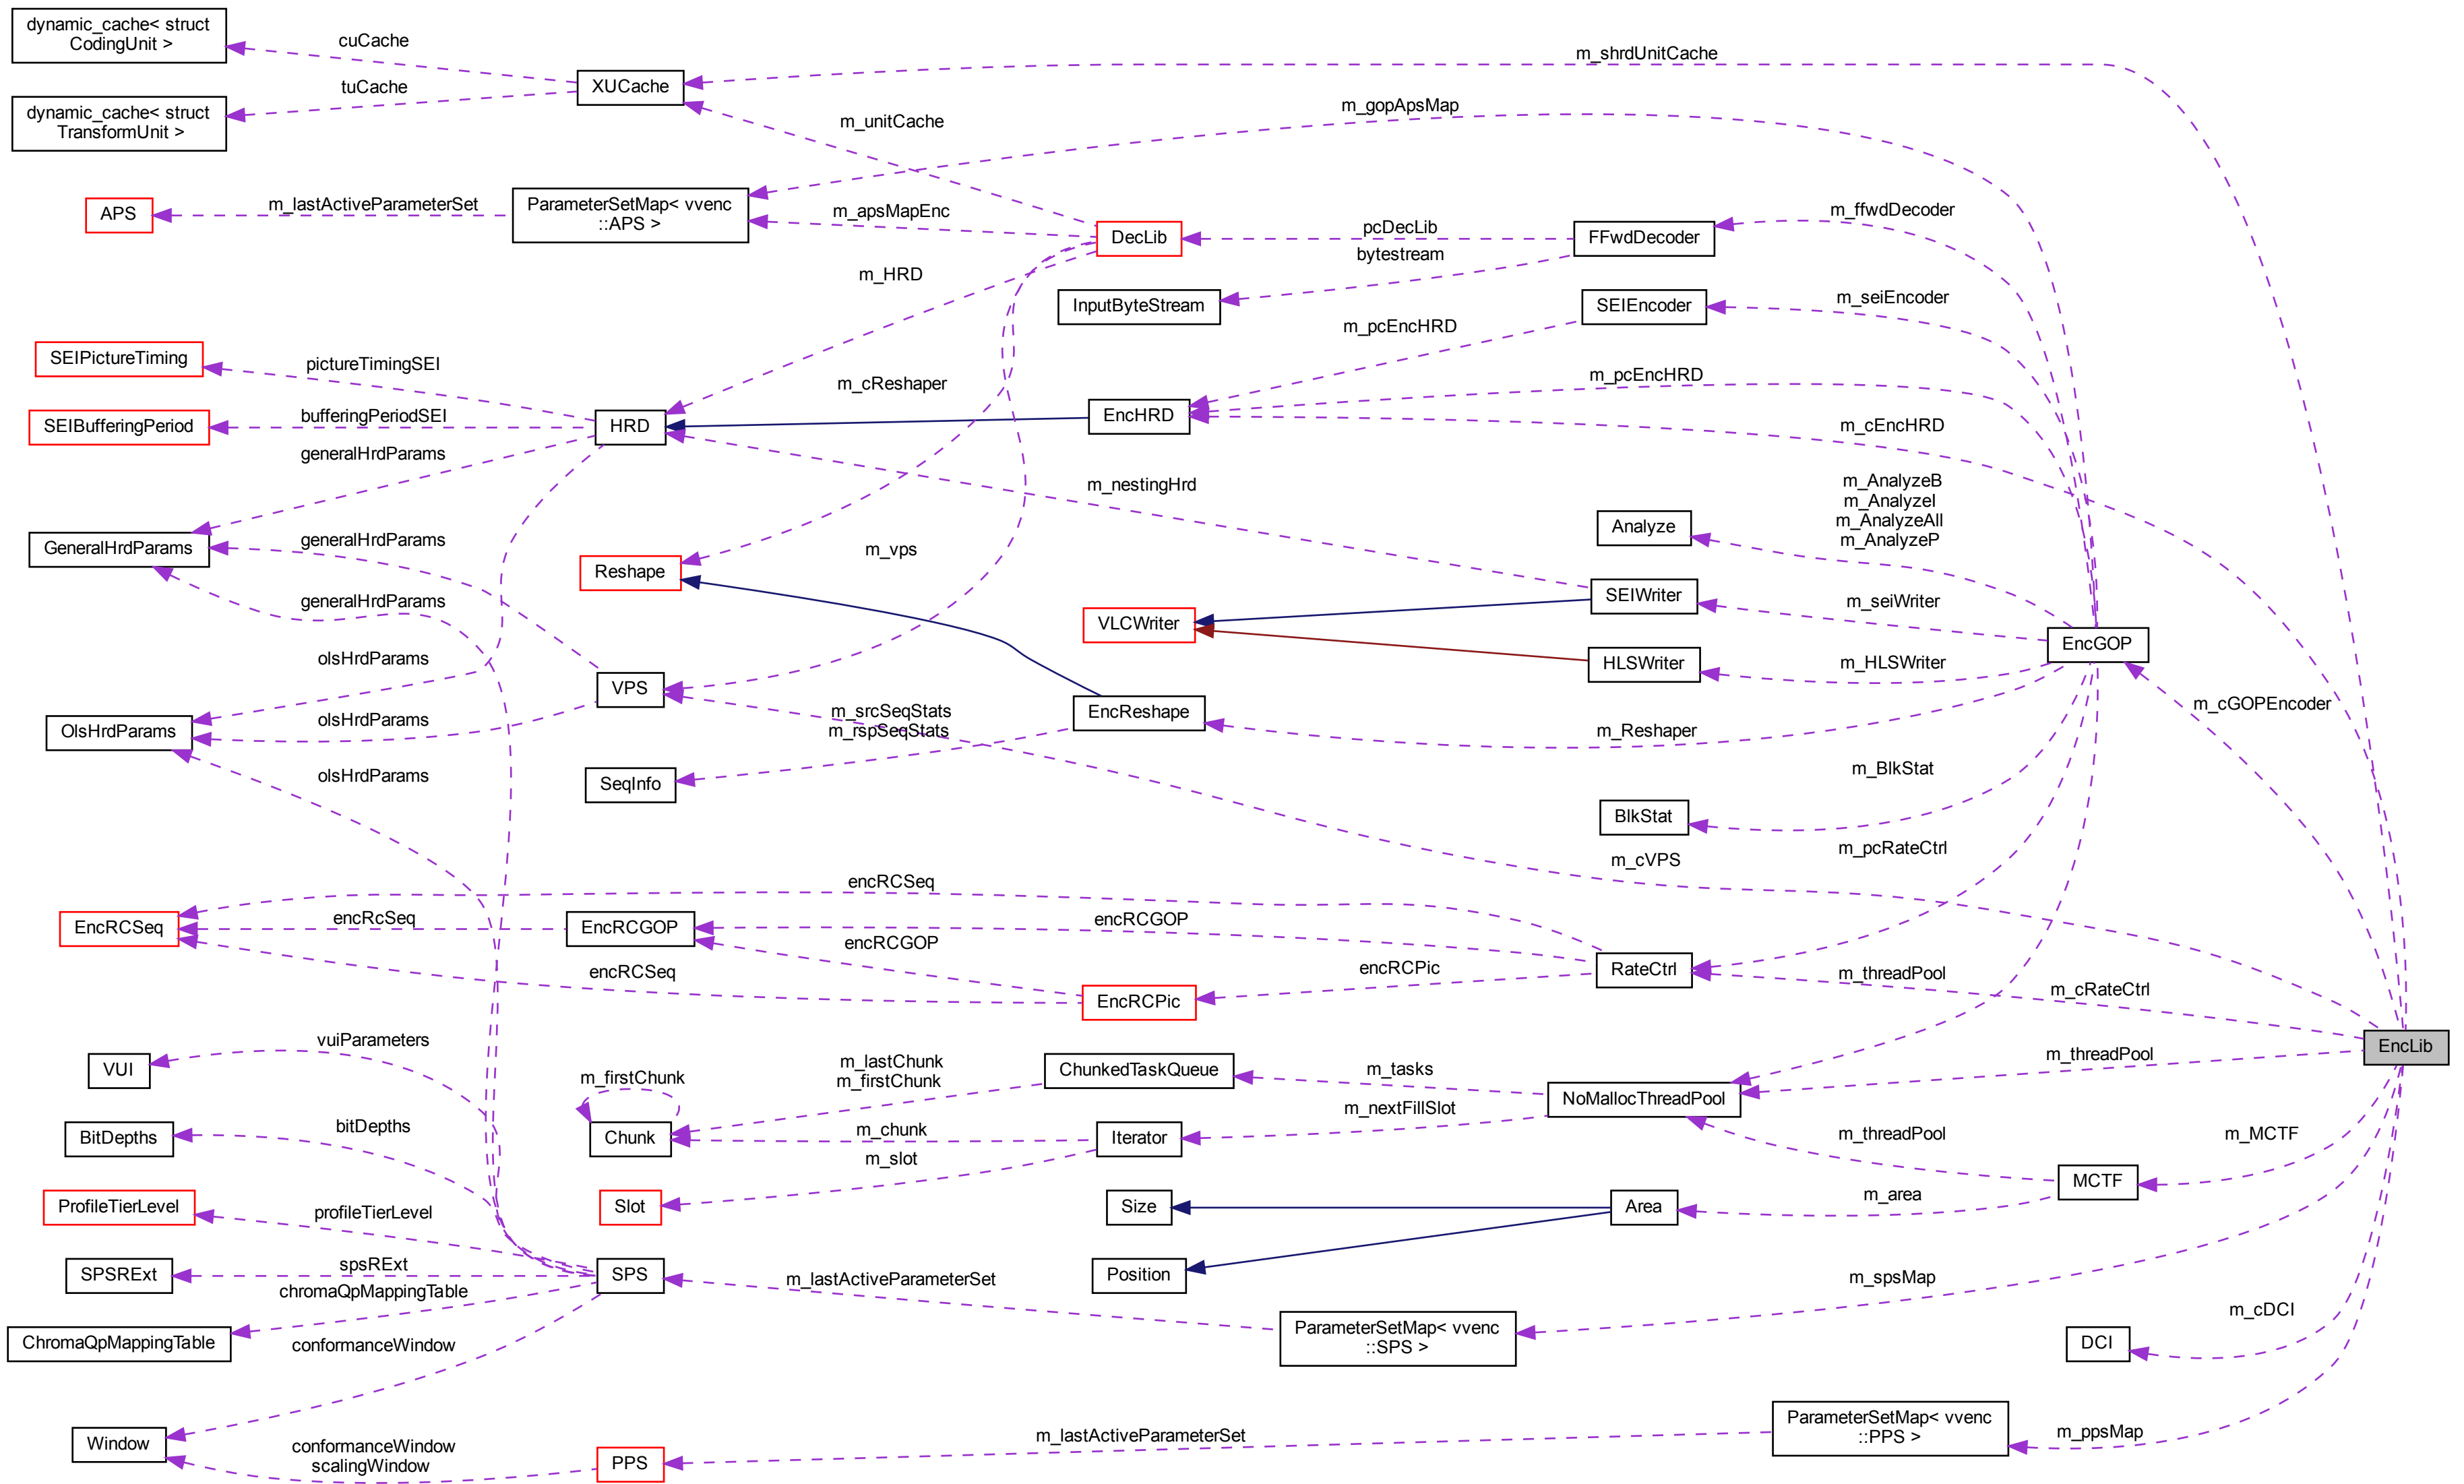 dynamic_cache< struct
CodingUnit >
cuCache
m_shrdUnitCache
XUCache
tuCache
dynamic_cache< struct
TransformUnit >
m_gopApsMap
m_unitCache
APS
m_lastActiveParameterSet
ParameterSetMap< vvenc
::APS >
m_apsMapEnc
DecLib
pcDecLib
FFwdDecoder
m_ffwdDecoder
bytestream
m_HRD
InputByteStream
SEIEncoder
m_seiEncoder
m_pcEncHRD
SEIPictureTiming
pictureTimingSEI
m_cReshaper
m_pcEncHRD
SEIBufferingPeriod
bufferingPeriodSEI
HRD
EncHRD
m_cEncHRD
generalHrdParams
m_nestingHrd
m_AnalyzeB
m_AnalyzeI
m_AnalyzeAll
m_AnalyzeP
Analyze
GeneralHrdParams
generalHrdParams
m_vps
Reshape
generalHrdParams
SEIWriter
m_seiWriter
VLCWriter
EncGOP
olsHrdParams
HLSWriter
m_HLSWriter
VPS
m_srcSeqStats
m_rspSeqStats
EncReshape
m_cGOPEncoder
OlsHrdParams
olsHrdParams
m_Reshaper
olsHrdParams
SeqInfo
m_BlkStat
BlkStat
m_cVPS
m_pcRateCtrl
encRCSeq
EncRCSeq
encRcSeq
EncRCGOP
encRCGOP
encRCGOP
encRCSeq
encRCPic
RateCtrl
m_threadPool
m_cRateCtrl
EncRCPic
vuiParameters
VUI
m_firstChunk
m_lastChunk
m_firstChunk
ChunkedTaskQueue
m_tasks
m_threadPool
EncLib
NoMallocThreadPool
m_nextFillSlot
BitDepths
bitDepths
Chunk
m_chunk
Iterator
m_threadPool
m_MCTF
m_slot
MCTF
ProfileTierLevel
profileTierLevel
Slot
Size
Area
m_area
SPSRExt
spsRExt
SPS
m_lastActiveParameterSet
Position
m_spsMap
chromaQpMappingTable
ChromaQpMappingTable
conformanceWindow
ParameterSetMap< vvenc
::SPS >
m_cDCI
DCI
Window
conformanceWindow
scalingWindow
PPS
m_lastActiveParameterSet
ParameterSetMap< vvenc
::PPS >
m_ppsMap